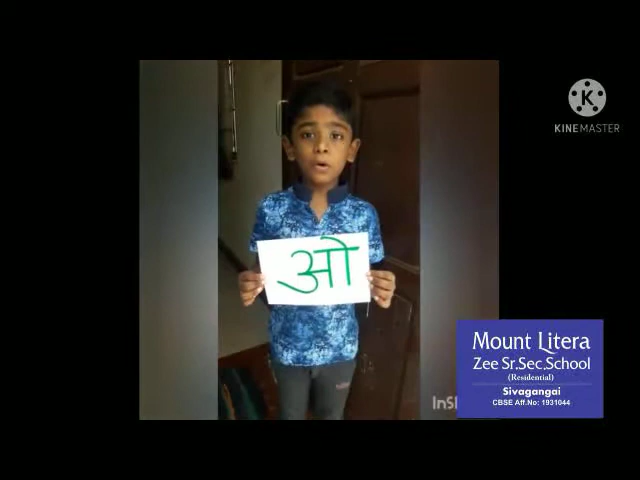 KINEMASTER
ओ
Mount Litera
Zee Sr.Sec.School
(Residential)
Sivagangai
CBSE Aff.No: 1931044